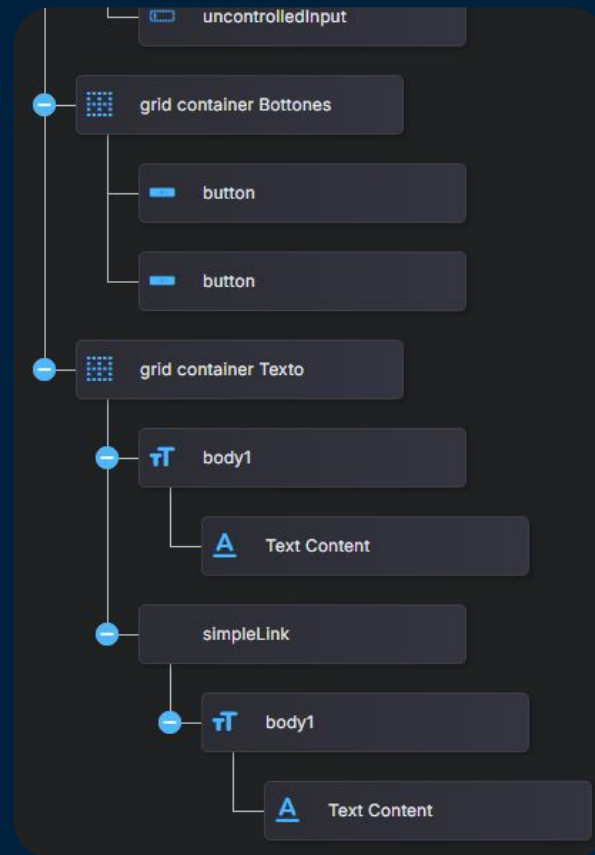 uncontrolledInput
grid container Bottones
button
button
grid container Texto
body1
Text Content
simpleLink
body1
Text Content